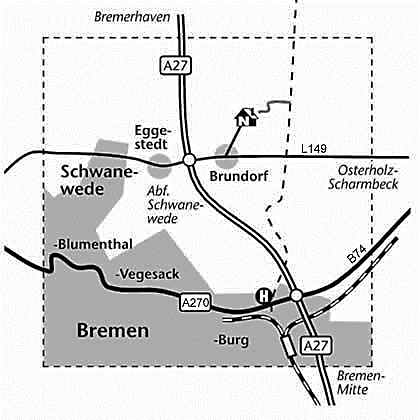 Bremerhaven
A27
Egge-
stedt
L149
N
Schwane-
wede
Brundorf
Osterholz-
Scharmbeck
Abf.
Schwane-
wede
-Blumenthal
-Vegesack
B74
H
A270
Bremen
-Burg
A27
Bremen-
Mitte